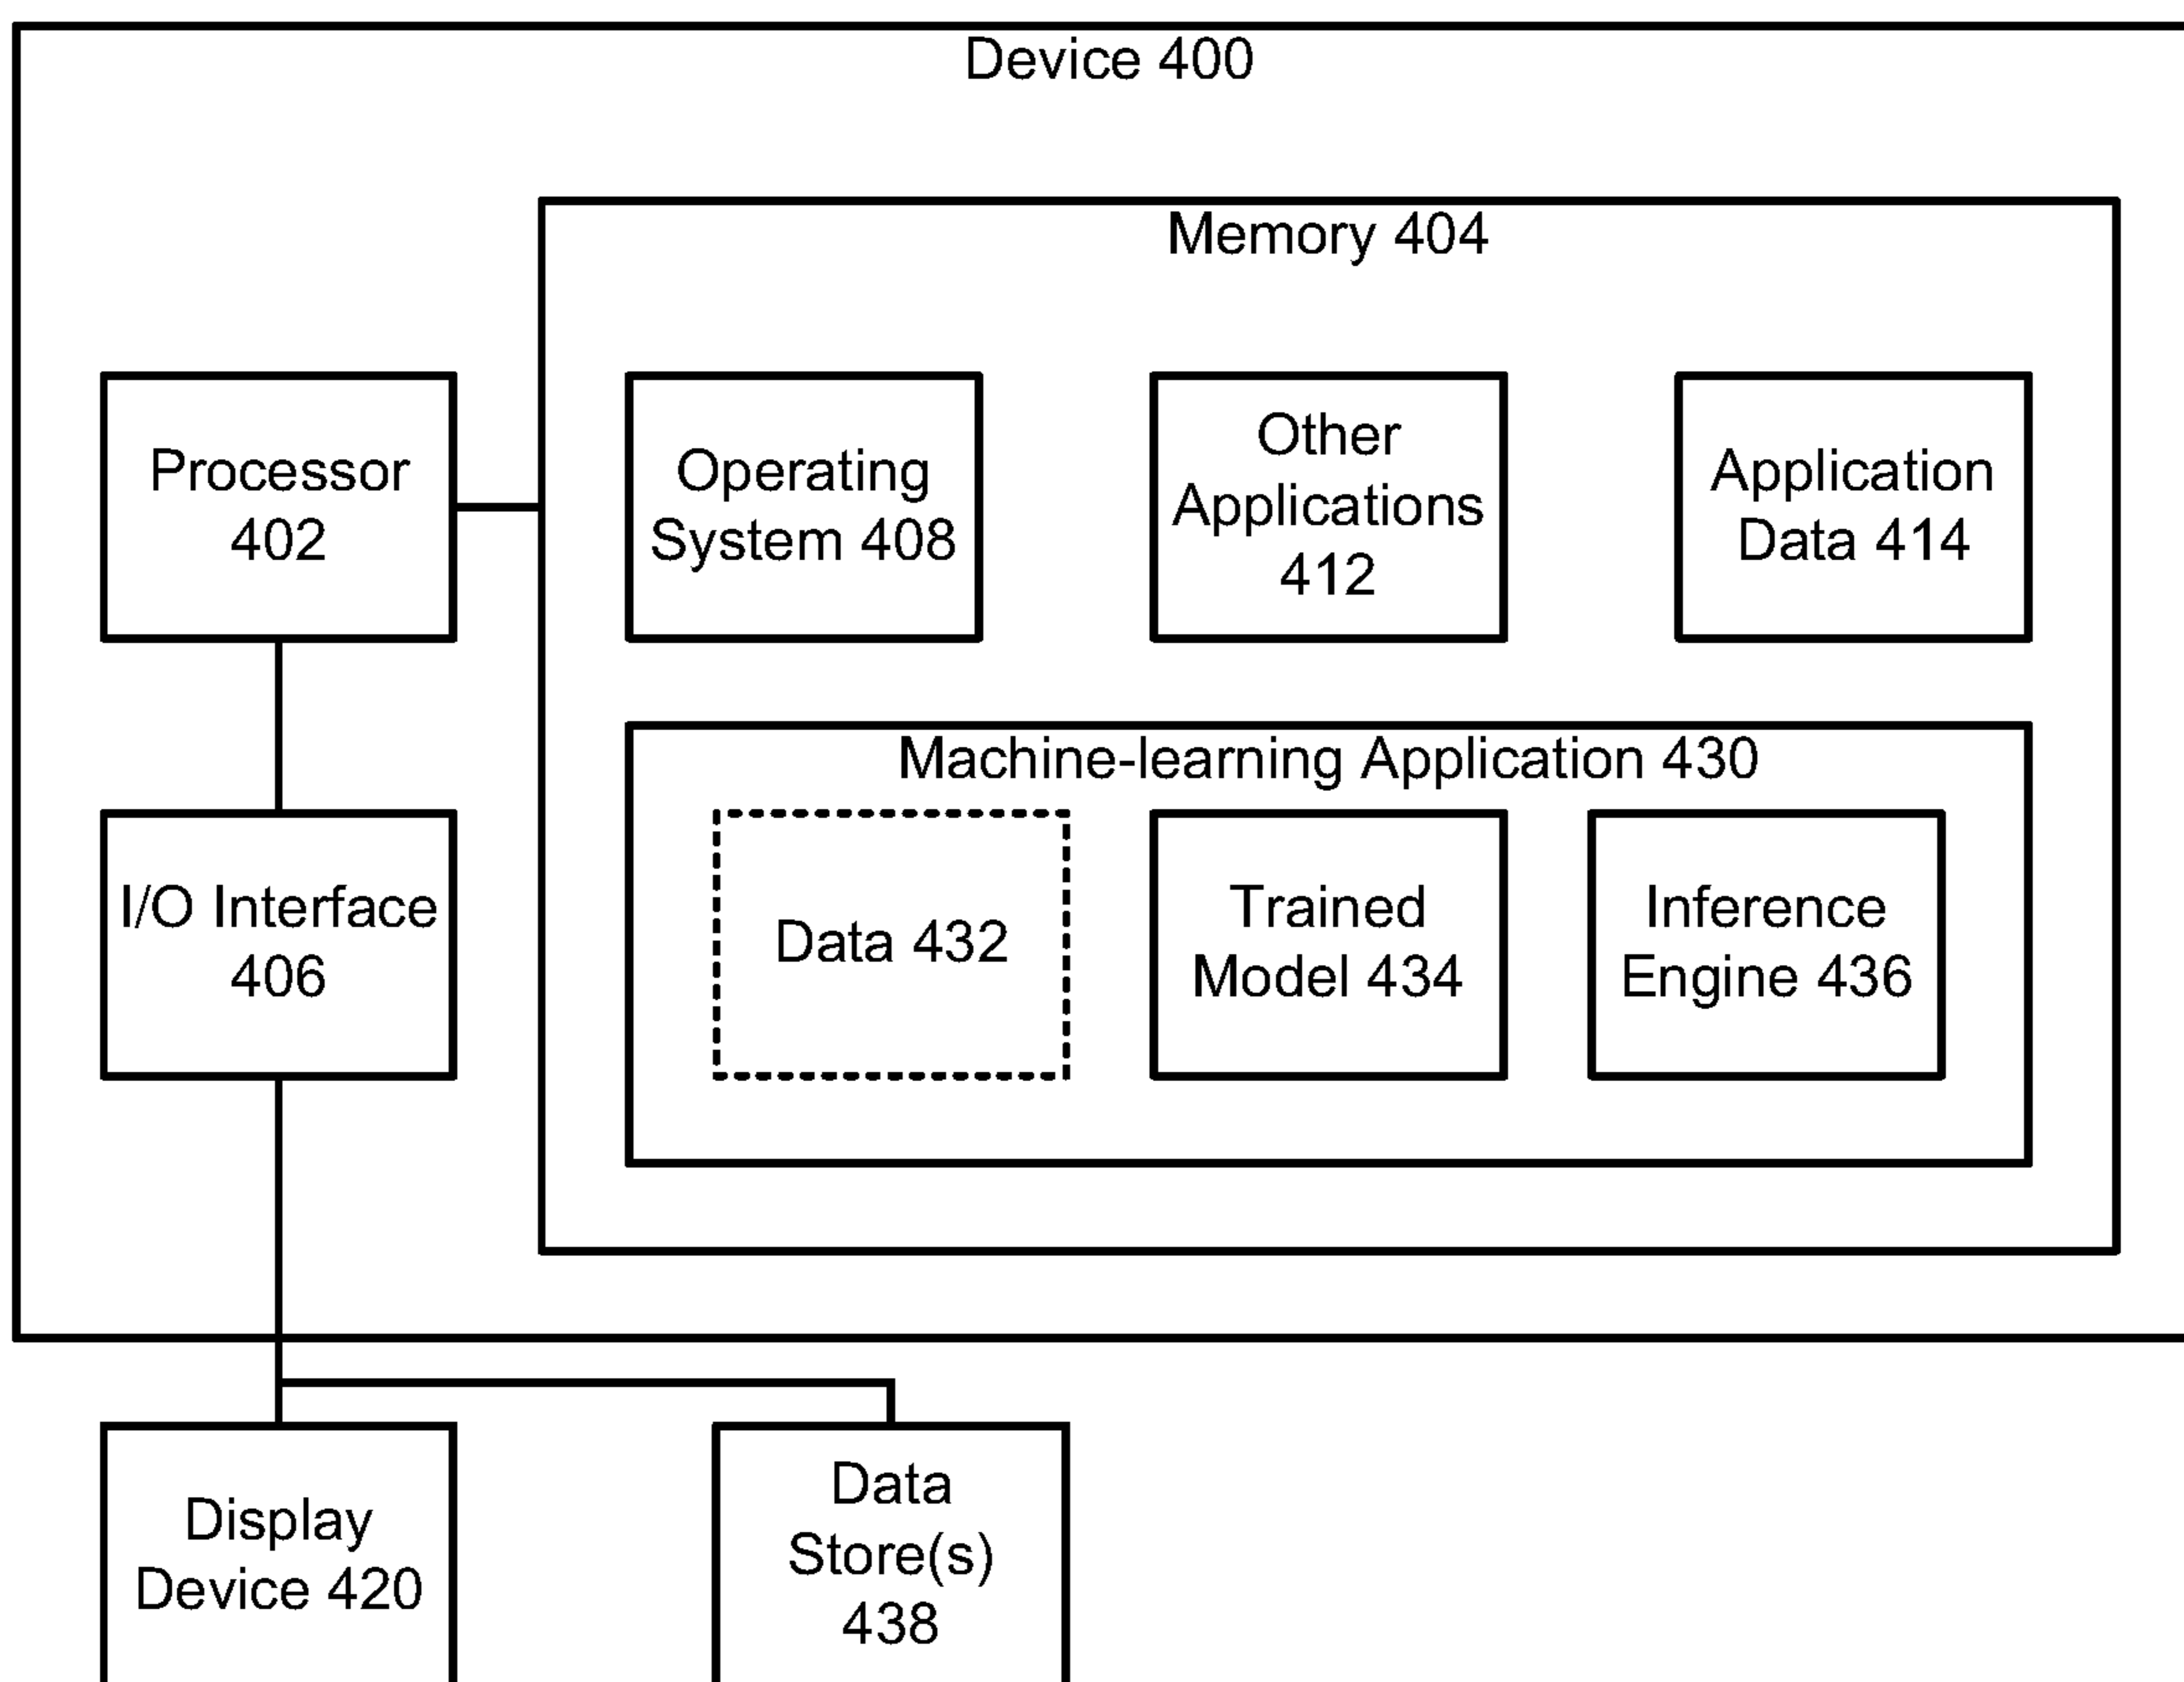 Device 400
Memory 404
Processor
402
Operating
System 408
Other
Applications
412
Application
Data 414
Machine-learning Application 430
I/O Interface
406
Data 432
Trained
Model 434
Inference
Engine 436
Display
Device 420
Data
Store(s)
438